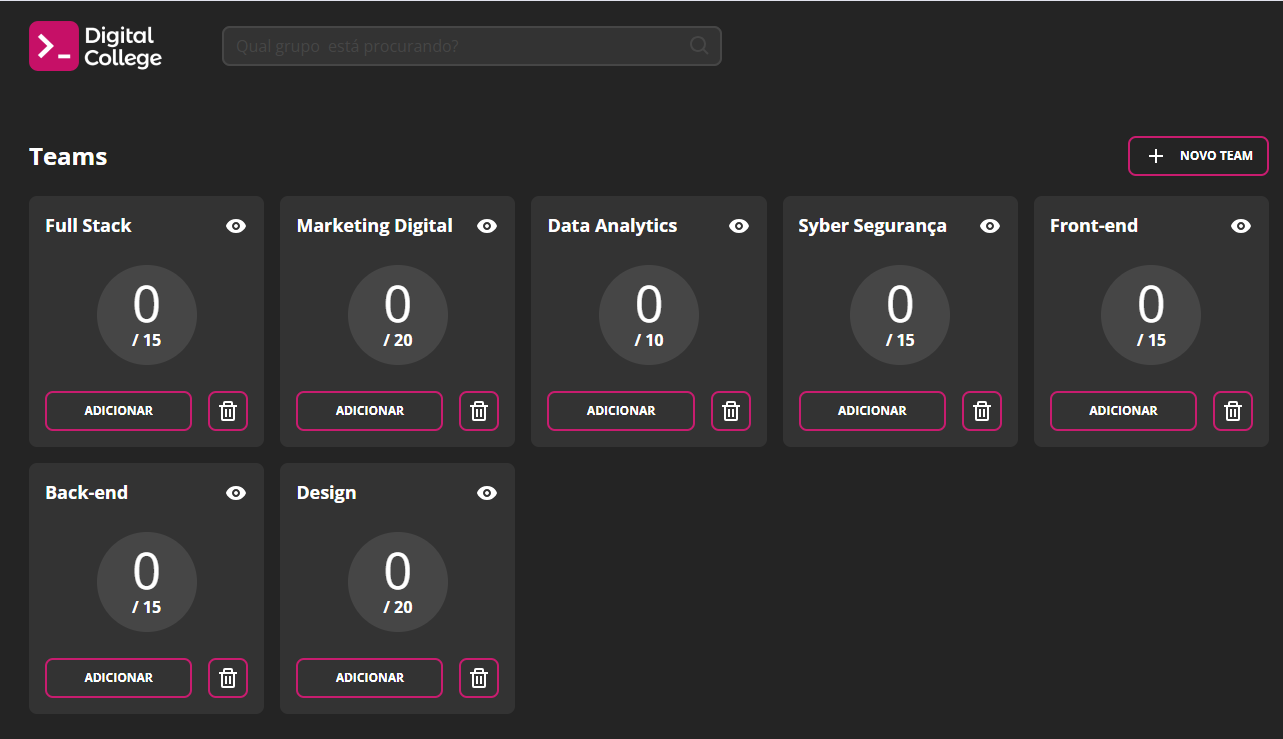 Digital
College
Qual grupo está procurando?
Teams
NOVO TEAM
Full Stack
Marketing Digital
Data Analytics
Syber Segurança
Front-end
0
/ 15
0
/ 20
0
/ 10
0
/ 15
0
/ 15
ADICIONAR
ADICIONAR
ADICIONAR
ADICIONAR
ADICIONAR
Back-end
Design
0
/ 15
0
/ 20
ADICIONAR
ADICIONAR